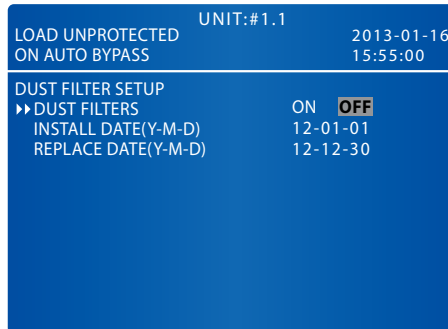 UNIT:#1.1
LOAD UNPROTECTED 2013-01-16
ON AUTO BYPASS 15:55:00
DUST FILTER SETUP
DUST FILTERS ON OFF
INSTALL DATE(Y-M-D) 12-01-01
REPLACE DATE(Y-M-D) 12-12-30